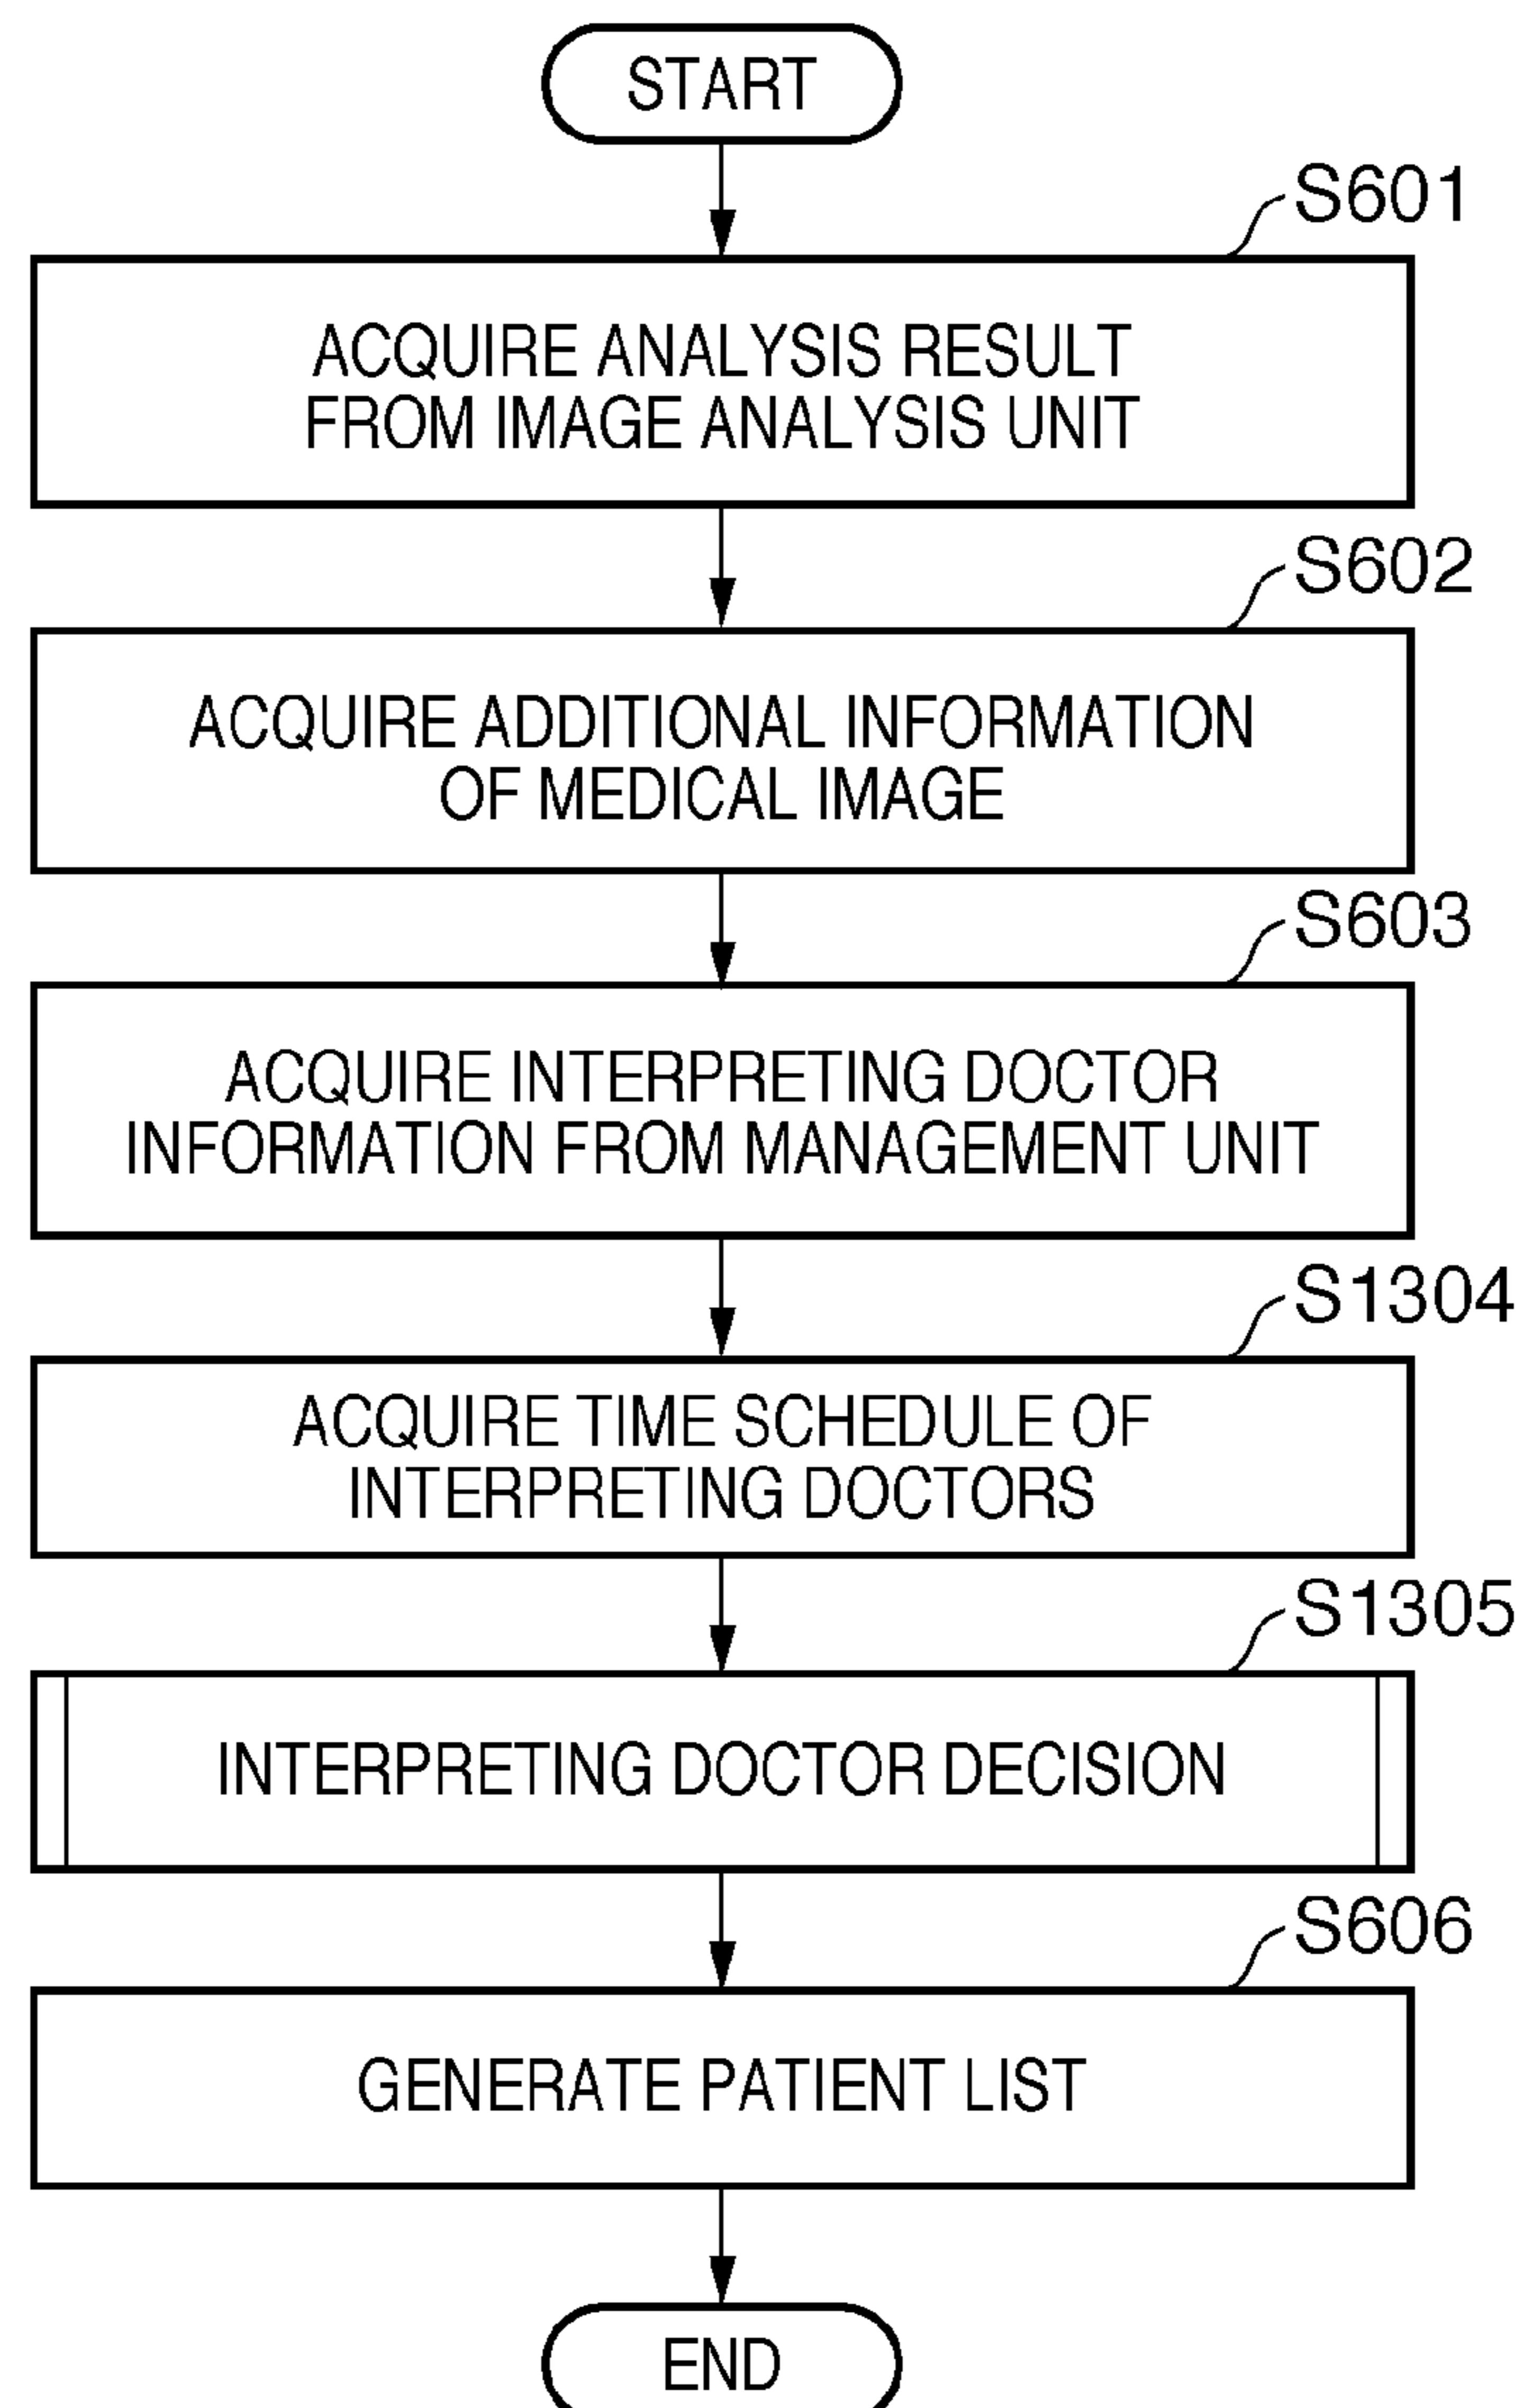 START
S601
ACQUIRE ANALYSIS RESULT
FROM IMAGE ANALYSIS UNIT
S602
ACQUIRE ADDITIONAL INFORMATION
OF MEDICAL IMAGE
S603
ACQUIRE INTERPRETING DOCTOR
INFORMATION FROM MANAGEMENT UNIT
S1304
ACQUIRE TIME SCHEDULE OF
INTERPRETING DOCTORS
S1305
INTERPRETING DOCTOR DECISION
S606
GENERATE PATIENT LIST
END